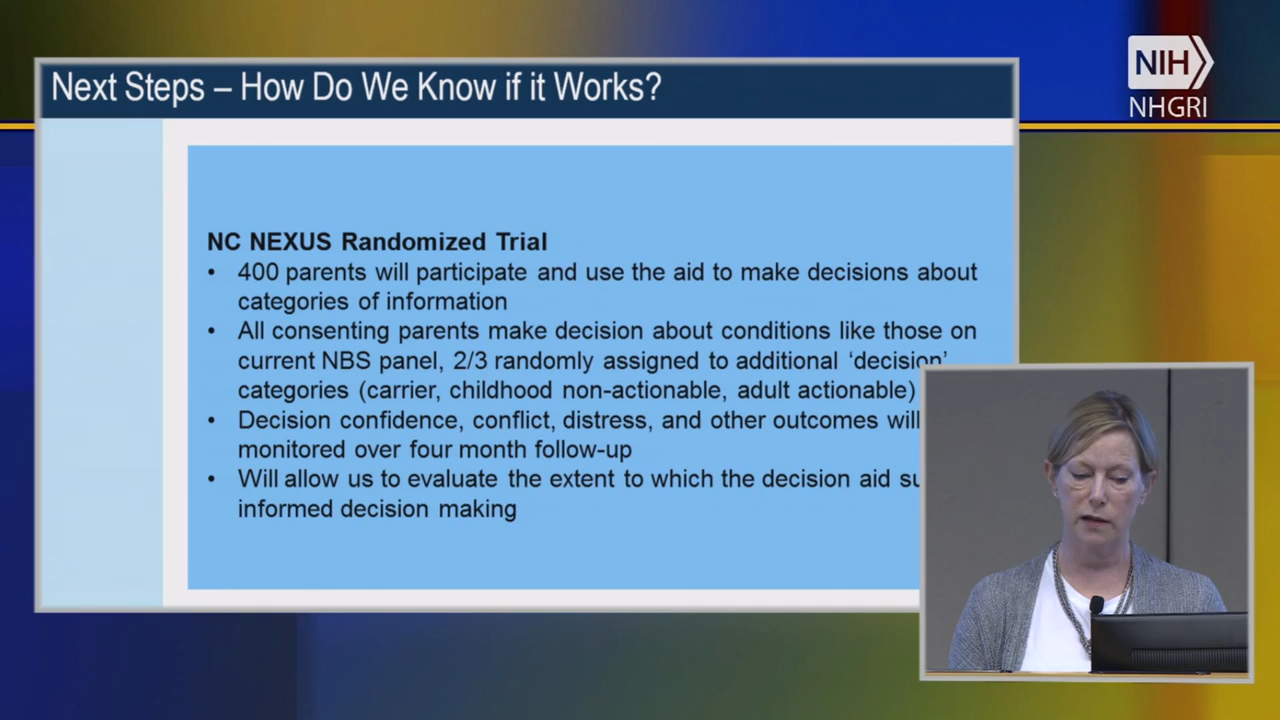 Next Steps – How Do We Know if it Works?
NIH
NHGRI
NC NEXUS Randomized Trial
• 400 parents will participate and use the aid to make decisions about
categories of information
• All consenting parents make decision about conditions like those on
current NBS panel, 2/3 randomly assigned to additional ‘decision’
categories (carrier, childhood non-actionable, adult actionable)
• Decision confidence, conflict, distress, and other outcomes will
monitored over four month follow-up
• Will allow us to evaluate the extent to which the decision aid su
informed decision making